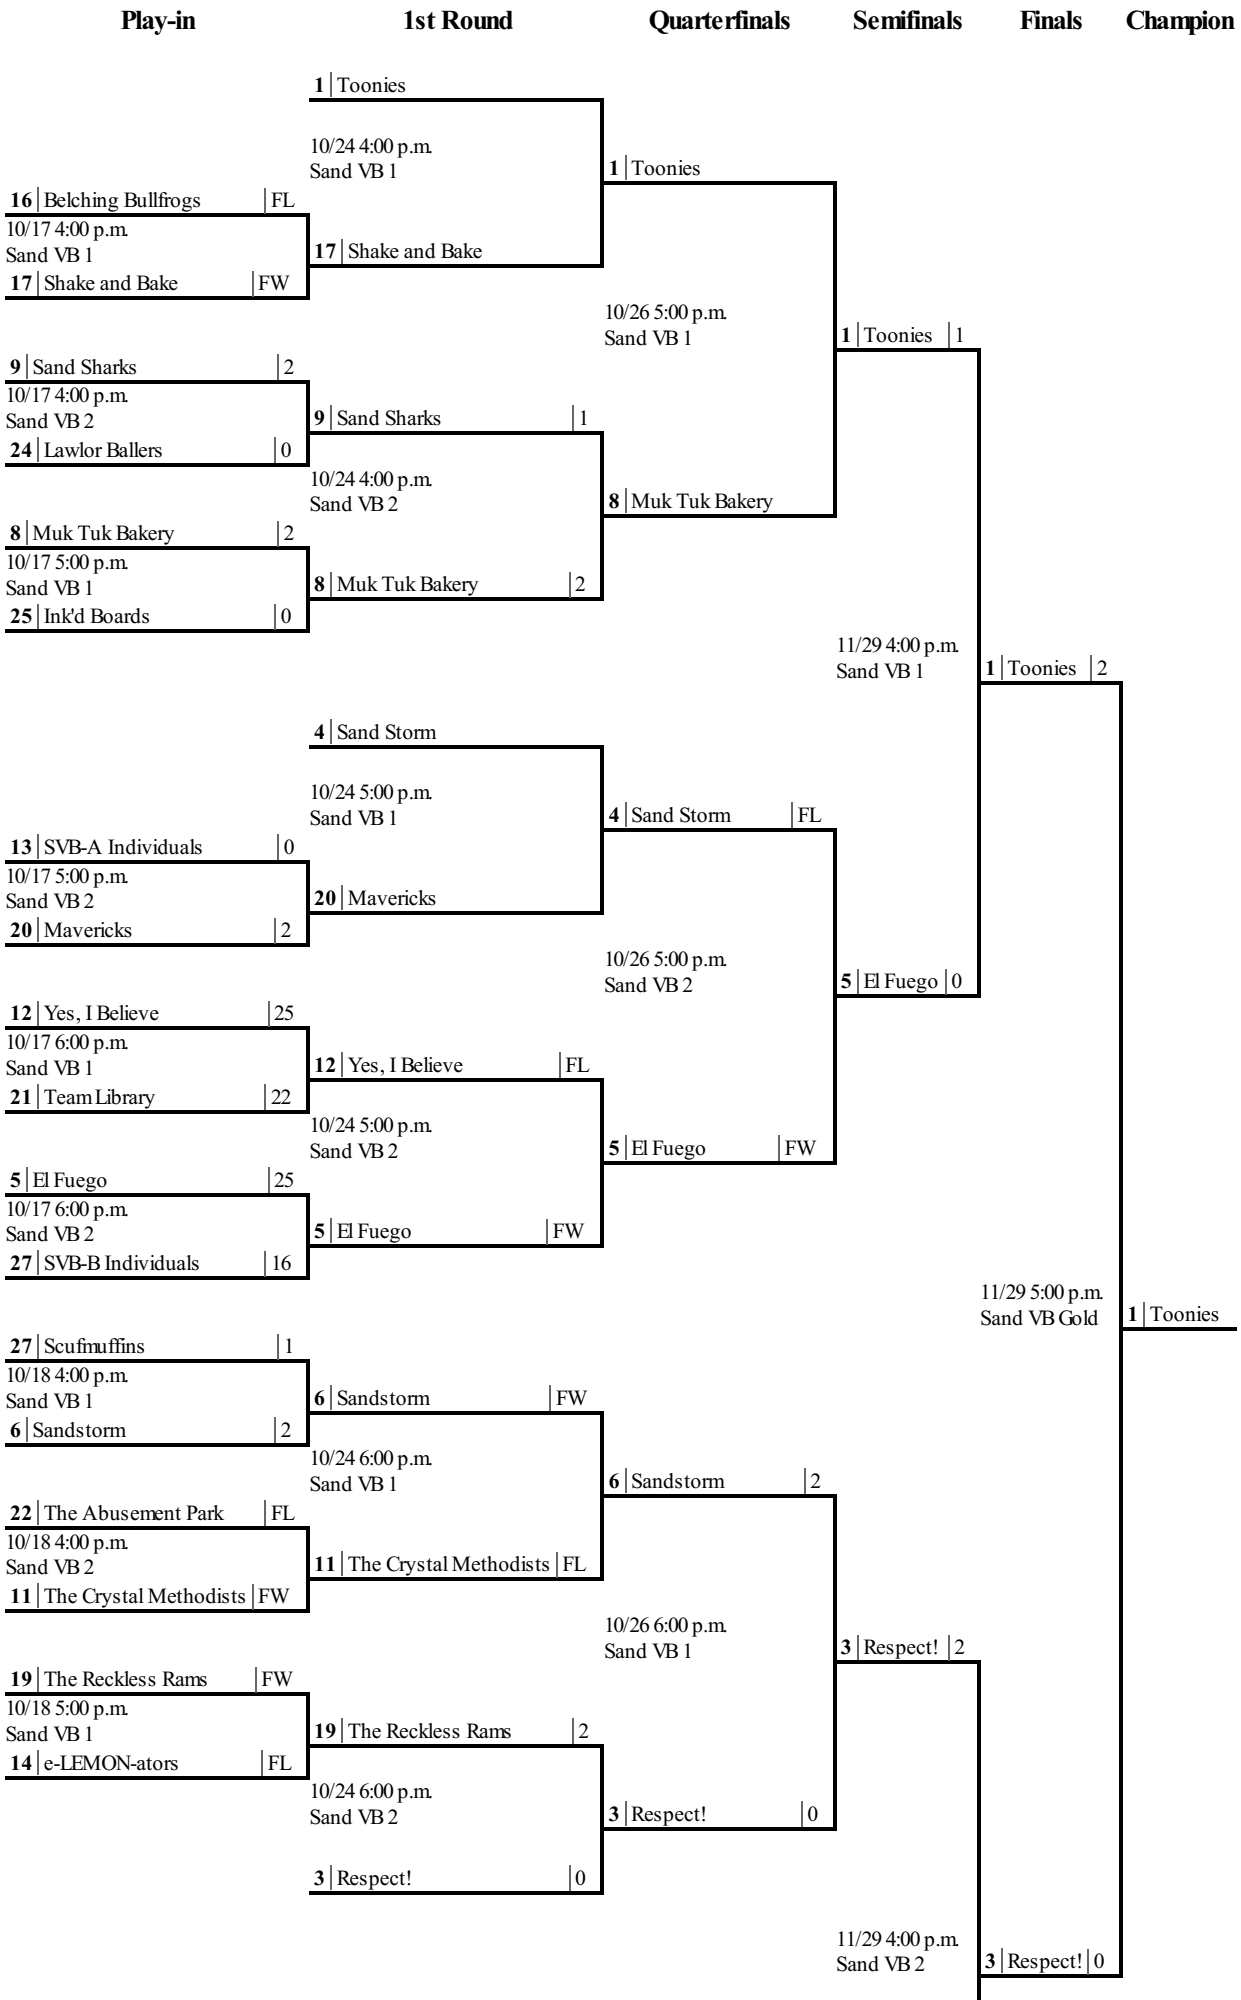 Play-in 1st Round Quarterfinals Semifinals Finals Champion
1 Toonies
10/24 4:00 p.m.
Sand VB 1
1 Toonies
16 Belching Bullfrogs FL
10/17 4:00 p.m.
Sand VB 1
17 Shake and Bake
17 Shake and Bake FW
10/26 5:00 p.m.
Sand VB 1
1 Toonies 1
9 Sand Sharks 2
10/17 4:00 p.m.
Sand VB 2
9 Sand Sharks 1
24 Lawlor Ballers 0
10/24 4:00 p.m.
Sand VB 2
8 Muk Tuk Bakery
8 Muk Tuk Bakery 2
10/17 5:00 p.m.
Sand VB 1
8 Muk Tuk Bakery 2
25 Ink'd Boards 0
11/29 4:00 p.m.
Sand VB 1
1 Toonies 2
4 Sand Storm
10/24 5:00 p.m.
Sand VB 1
4 Sand Storm FL
13 SVB-A Individuals 0
10/17 5:00 p.m.
Sand VB 2
20 Mavericks
20 Mavericks 2
10/26 5:00 p.m.
Sand VB 2
5 El Fuego 0
12 Yes, I Believe 25
10/17 6:00 p.m.
Sand VB 1
12 Yes, I Believe FL
21 Team Library 22
10/24 5:00 p.m.
Sand VB 2
5 El Fuego FW
5 El Fuego 25
10/17 6:00 p.m.
Sand VB 2
5 El Fuego FW
27 SVB-B Individuals 16
11/29 5:00 p.m.
Sand VB Gold
1 Toonies
27 Scufmuffins 1
10/18 4:00 p.m.
Sand VB 1
6 Sandstorm FW
6 Sandstorm 2
10/24 6:00 p.m.
Sand VB 1
6 Sandstorm 2
22 The Abusement Park FL
10/18 4:00 p.m.
Sand VB 2
11 The Crystal Methodists FL
11 The Crystal Methodists FW
10/26 6:00 p.m.
Sand VB 1
3 Respect! 2
19 The Reckless Rams FW
10/18 5:00 p.m.
Sand VB 1
19 The Reckless Rams 2
14 e-LEMON-ators FL
10/24 6:00 p.m.
Sand VB 2
3 Respect! 0
3 Respect! 0
11/29 4:00 p.m.
Sand VB 2
3 Respect! 0